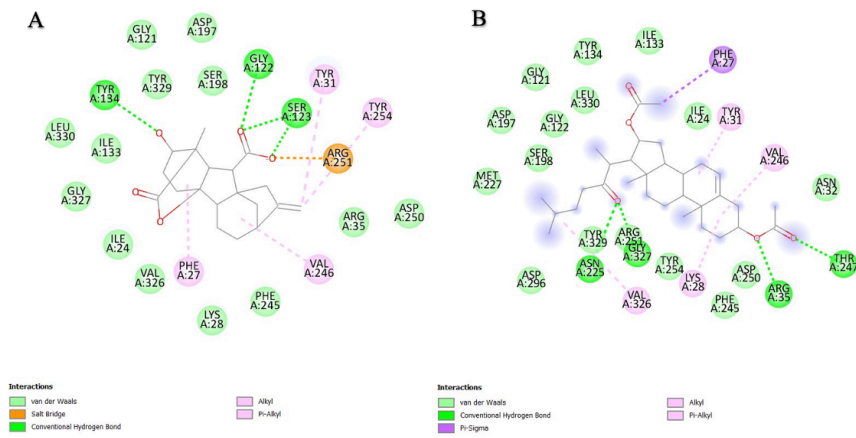 A
GLY
A:121
ASP
A:197
GLY
A:122
TYR
A:134
TYR
A:329
SER
A:198
TYR
A:31
SER
A:123
TYR
A:254
LEU
A:330
ILE
A:133
ARG
A:251
GLY
A:327
ARG
A:35
ASP
A:250
ILE
A:24
VAL
A:326
PHE
A:27
VAL
A:246
LYS
A:28
PHE
A:245
Interactions
van der Waals
Salt Bridge
Conventional Hydrogen Bond
Alkyl
Pi-Alkyl
B
TYR
A:134
ILE
A:133
PHE
A:27
GLY
A:121
LEU
A:330
ILE
A:24
TYR
A:31
ASP
A:197
GLY
A:122
SER
A:198
VAL
A:246
MET
A:227
ASN
A:32
TYR
A:329
ARG
A:251
GLY
A:327
ASN
A:225
TYR
A:254
ASP
A:296
VAL
A:326
LYS
A:28
ASP
A:250
THR
A:247
PHE
A:245
ARG
A:35
Interactions
van der Waals
Conventional Hydrogen Bond
Pi-Sigma
Alkyl
Pi-Alkyl